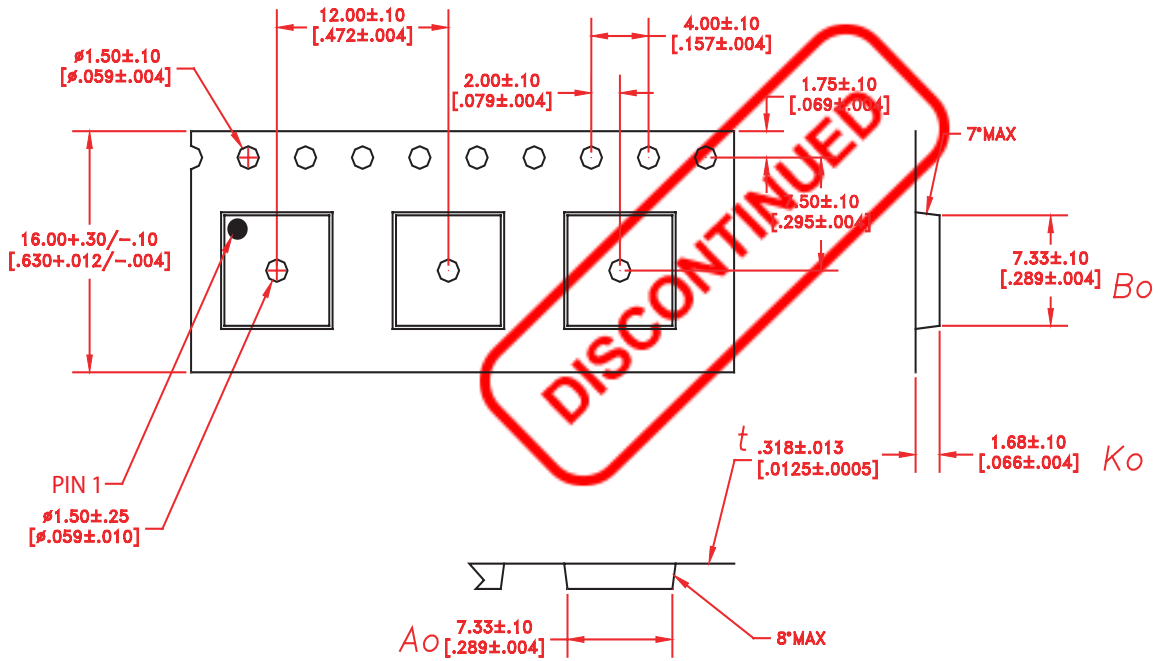 12.00±.10
[.472±.004]
4.00±.10
[.157±.004]
ø1.50±.10
[ø.059±.004]
2.00±.10
[.079±.004]
1.75±.10
[.069±.004]
7°MAX
DISCONTINUED
7.50±.10
[.295±.004]
16.00+.30/-.10
[.630+.012/-.004]
7.33±.10
[.289±.004]
Bo
t
.318±.013
[.0125±.0005]
1.68±.10
[.066±.004]
Ko
PIN 1
ø1.50±.25
[ø.059±.010]
Ao
7.33±.10
[.289±.004]
8°MAX